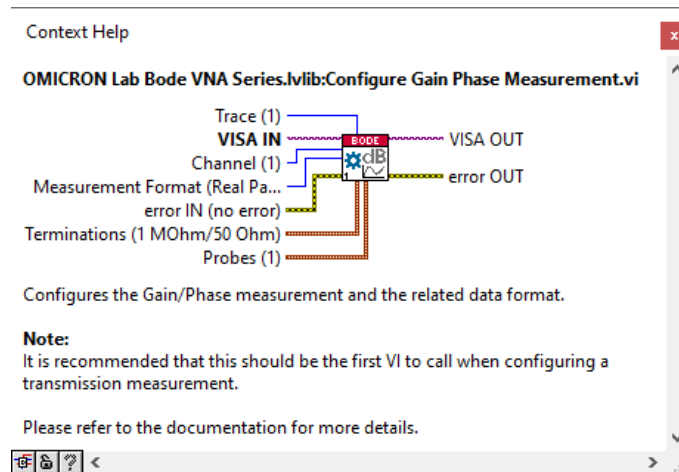 Context Help
x
OMICRON Lab Bode VNA Series.lvlib:Configure Gain Phase Measurement.vi
Trace (1)
VISA IN
VISA OUT
Channel (1)
Measurement Format (Real Pa...
error IN (no error)
error OUT
Terminations (1 MOhm/50 Ohm)
Probes (1)
BODE
dB
1
Configures the Gain/Phase measurement and the related data format.
Note:
It is recommended that this should be the first VI to call when configuring a
transmission measurement.
Please refer to the documentation for more details.
?